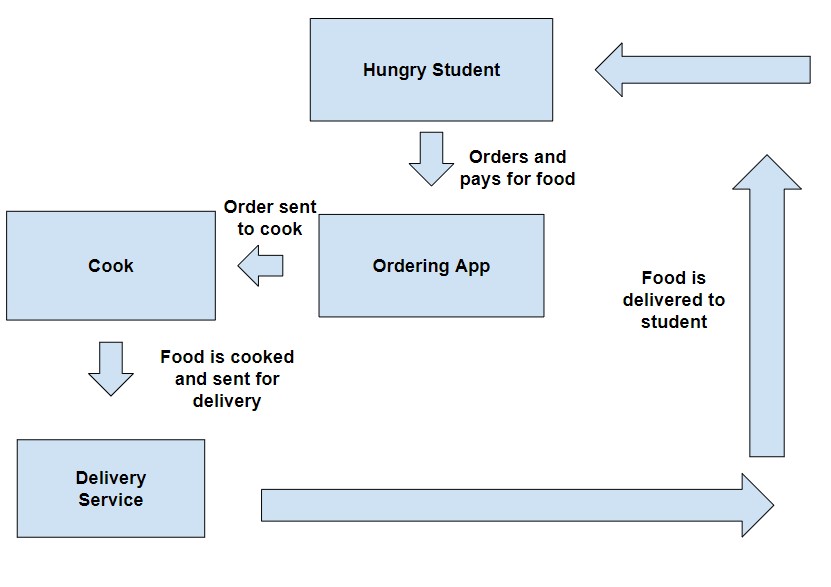 Hungry Student
Orders and
pays for food
Order sent
to cook
Cook
Ordering App
Food is
delivered to
student
Food is cooked
and sent for
delivery
Delivery
Service